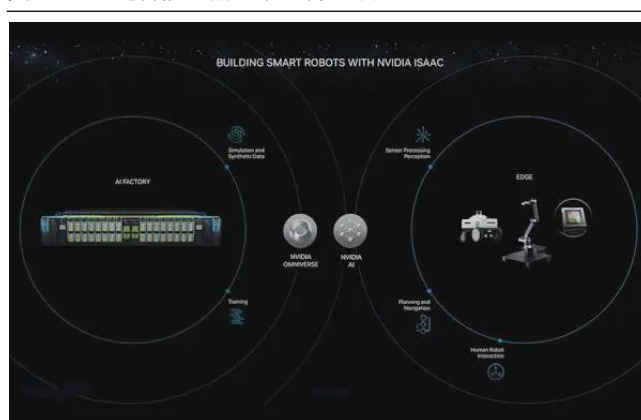 BUILDING SMART ROBOTS WITH NVIDIA ISAAC
Simulation and
Synthetic Data
AI FACTORY
Training
NVIDIA
OMNIVERSE
NVIDIA
AI
Sensor Processing
Perception
EDGE
Planning and
Navigation
Human Robot
Interaction